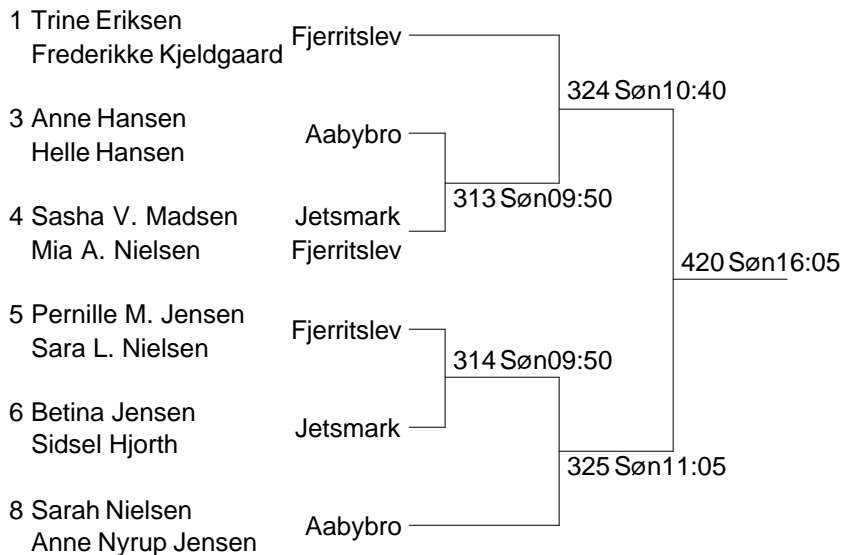 1 Trine Eriksen
Frederikke Kjeldgaard
Fjerritslev
324 Søn10:40
3 Anne Hansen
Helle Hansen
Aabybro
313 Søn09:50
4 Sasha V. Madsen
Mia A. Nielsen
Jetsmark
Fjerritslev
420 Søn16:05
5 Pernille M. Jensen
Sara L. Nielsen
Fjerritslev
314 Søn09:50
6 Betina Jensen
Sidsel Hjorth
Jetsmark
325 Søn11:05
8 Sarah Nielsen
Anne Nyrup Jensen
Aabybro